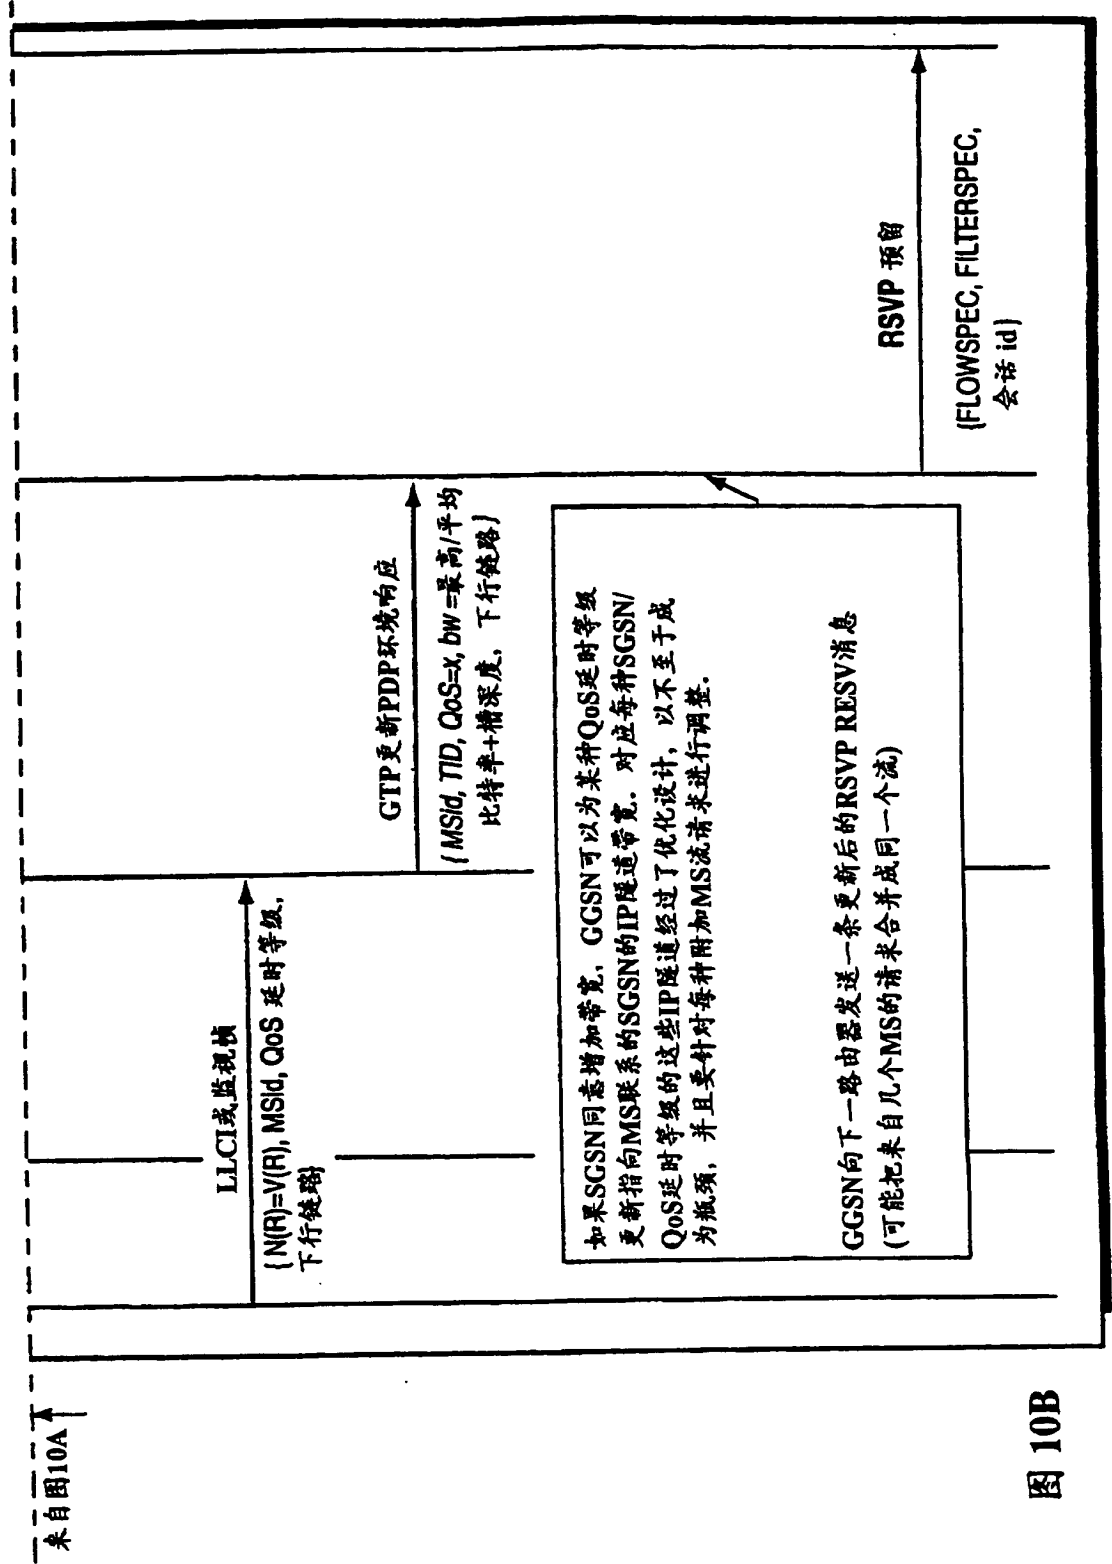 来自图10A
LLCI或监视帧
{N(R)=V(R), MSId, QoS 延时等级,
下行链路}
GTP更新PDP环境响应
{MSId, TID, QoS=x, bw=最高/平均
比特率+槽深度, 下行链路}
如果SGSN同意增加带宽, GGSN可以为某种QoS延时等级
更新指向MS联系的SGSN的IP隧道带宽. 对应每种SGSN/
QoS延时等级的这些IP隧道经过了优化设计, 以不至于成
为瓶颈, 并且要针对每种附加MS流请求进行调整.
GGSN向下一路由器发送一条更新后的RSVP RESV消息
(可能把来自几个MS的请求合并成同一个流)
RSVP 预留
{FLOWSPEC, FILTERSPEC,
会话 id}
图 10B